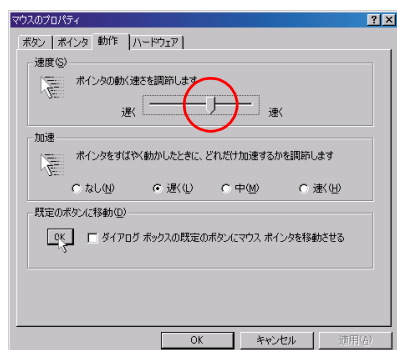 マウスのプロパティ
ボタン ポインタ 動作 ハードウェア
速度(S)
ポインタの動く速さを調節します
遅く 速く
加速
ポインタをすばやく動かしたときに、どれだけ加速するかを調節します
なし(N) 遅く(L) 中(M) 速く(H)
既定のボタンに移動(D)
OK ダイアログ ボックスの既定のボタンにマウス ポインタを移動させる
OK キャンセル 適用(A)